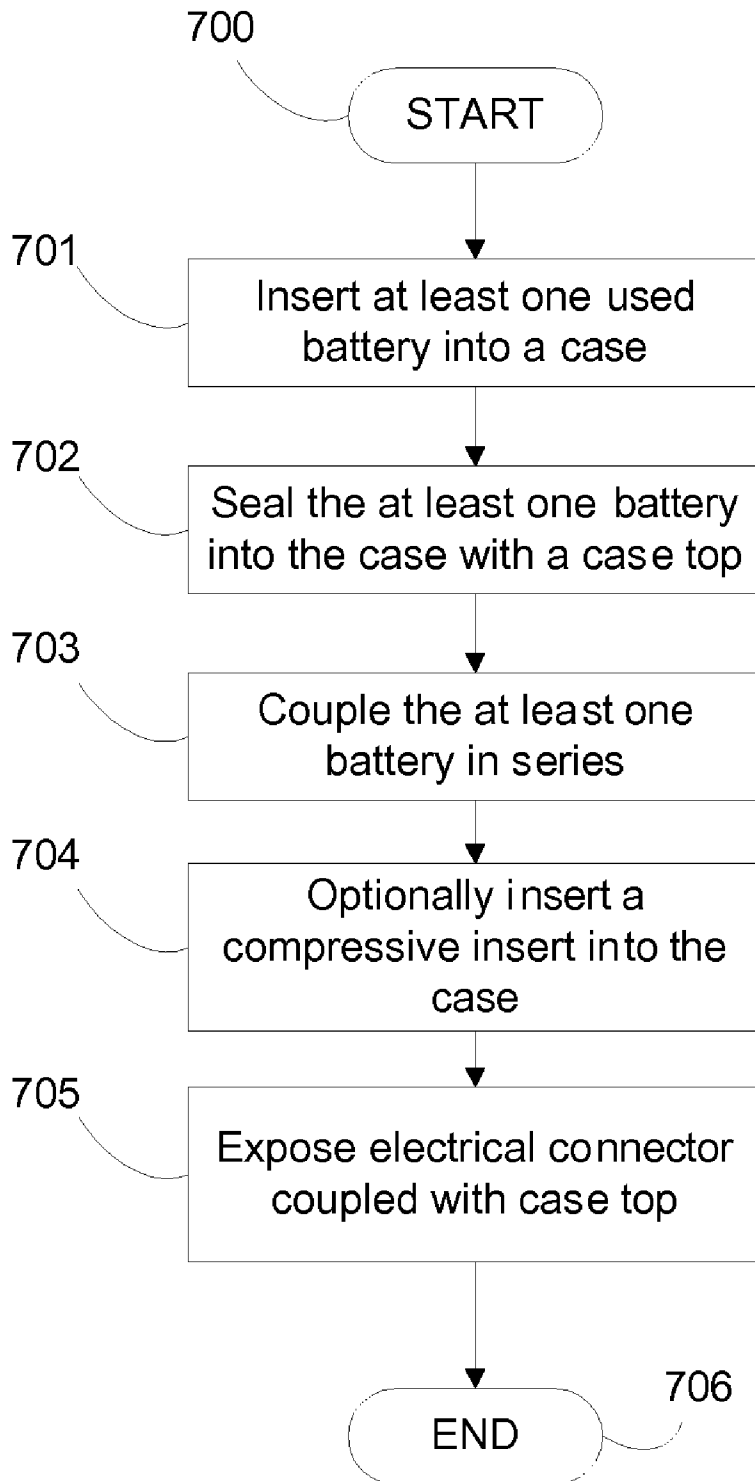 700
START
701
Insert at least one used
battery into a case
702
Seal the at least one battery
into the case with a case top
703
Couple the at least one
battery in series
704
Optionally insert a
compressive insert into the
case
705
Expose electrical connector
coupled with case top
706
END